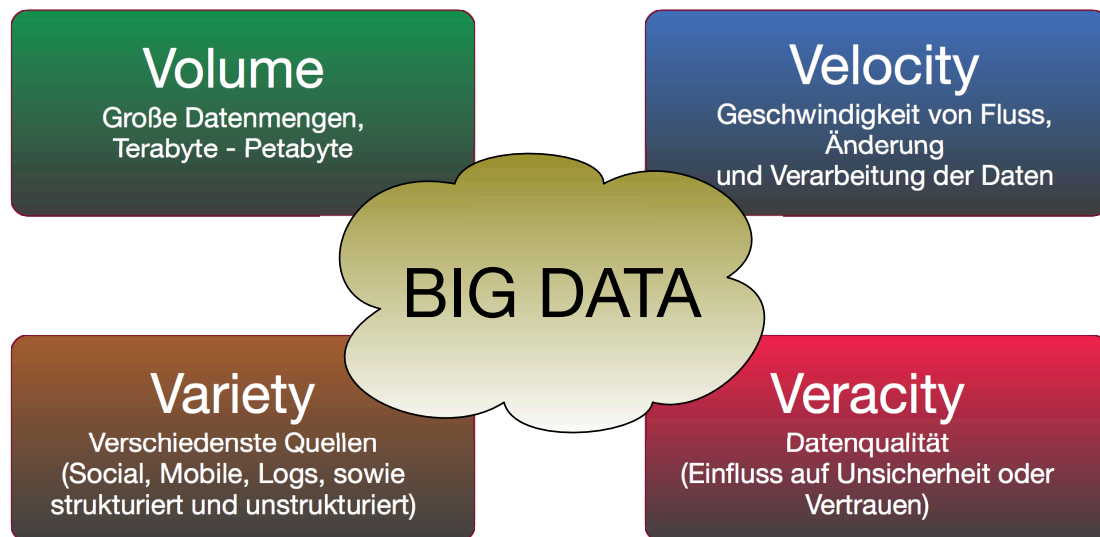 Volume
Große Datenmengen,
Terabyte - Petabyte
Velocity
Geschwindigkeit von Fluss,
Änderung
und Verarbeitung der Daten
BIG DATA
Variety
Verschiedenste Quellen
(Social, Mobile, Logs, sowie
strukturiert und unstrukturiert)
Veracity
Datenqualität
(Einfluss auf Unsicherheit oder
Vertrauen)